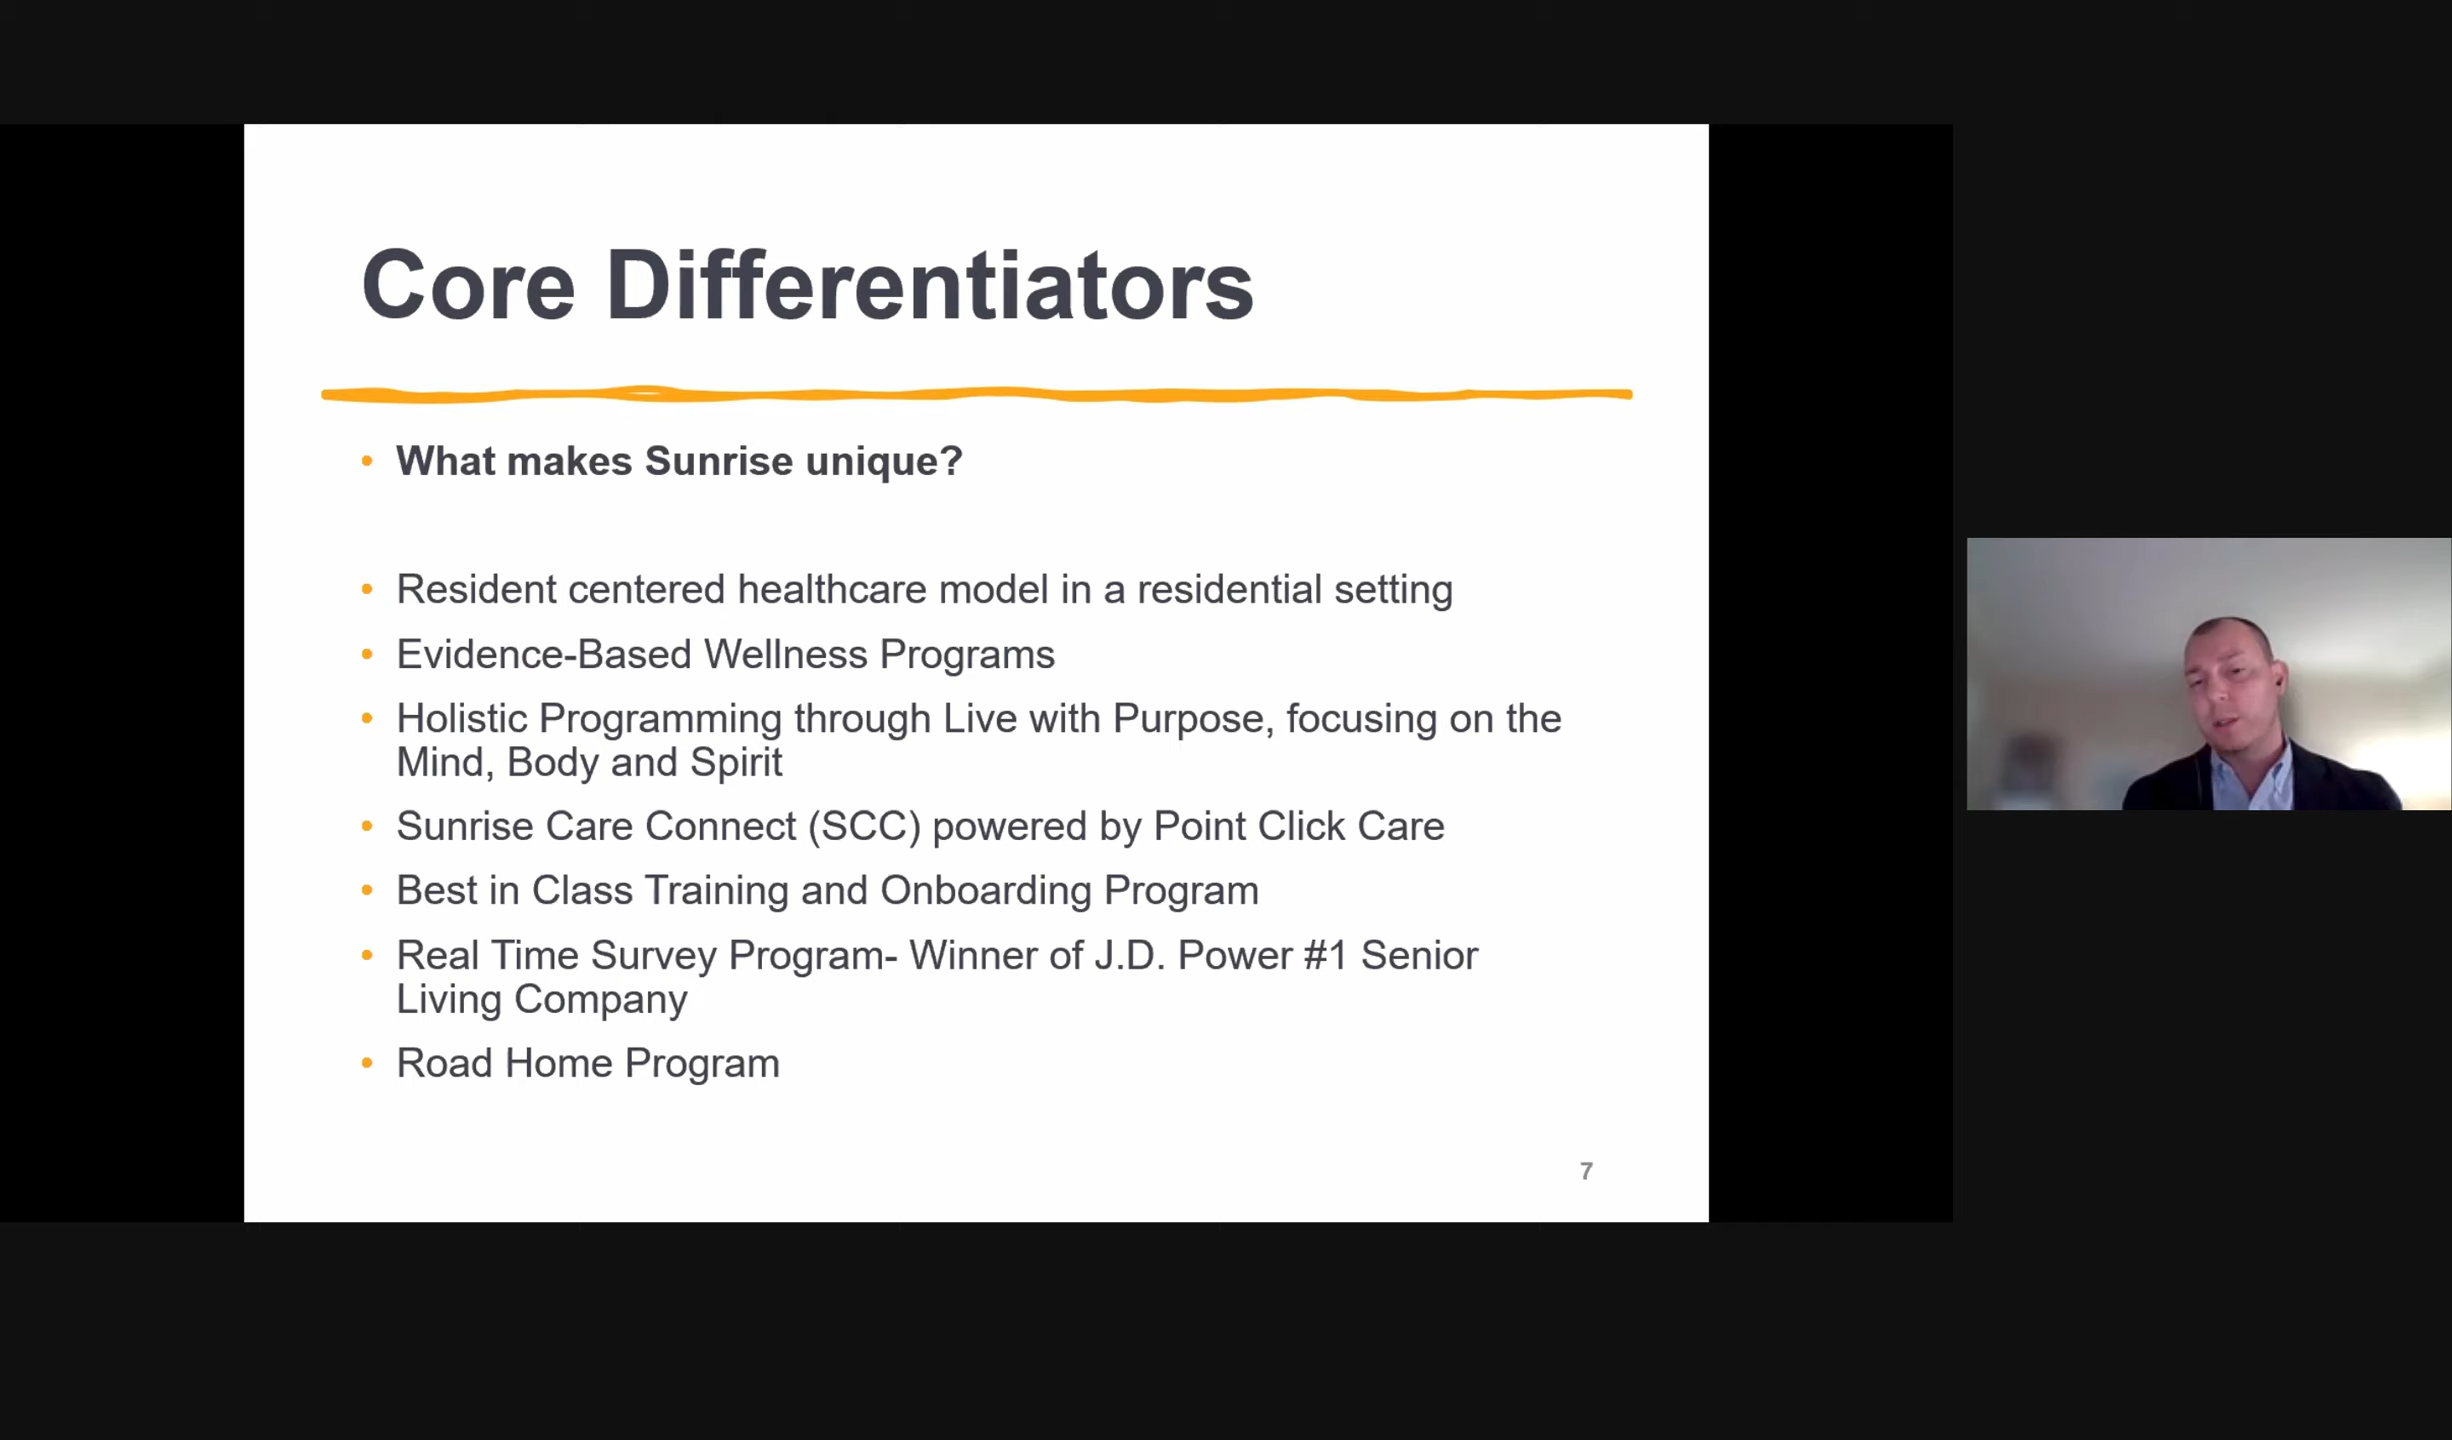 Core Differentiators
• What makes Sunrise unique?
• Resident centered healthcare model in a residential setting
• Evidence-Based Wellness Programs
• Holistic Programming through Live with Purpose, focusing on the
Mind, Body and Spirit
• Sunrise Care Connect (SCC) powered by Point Click Care
• Best in Class Training and Onboarding Program
• Real Time Survey Program- Winner of J.D. Power #1 Senior
Living Company
• Road Home Program
7